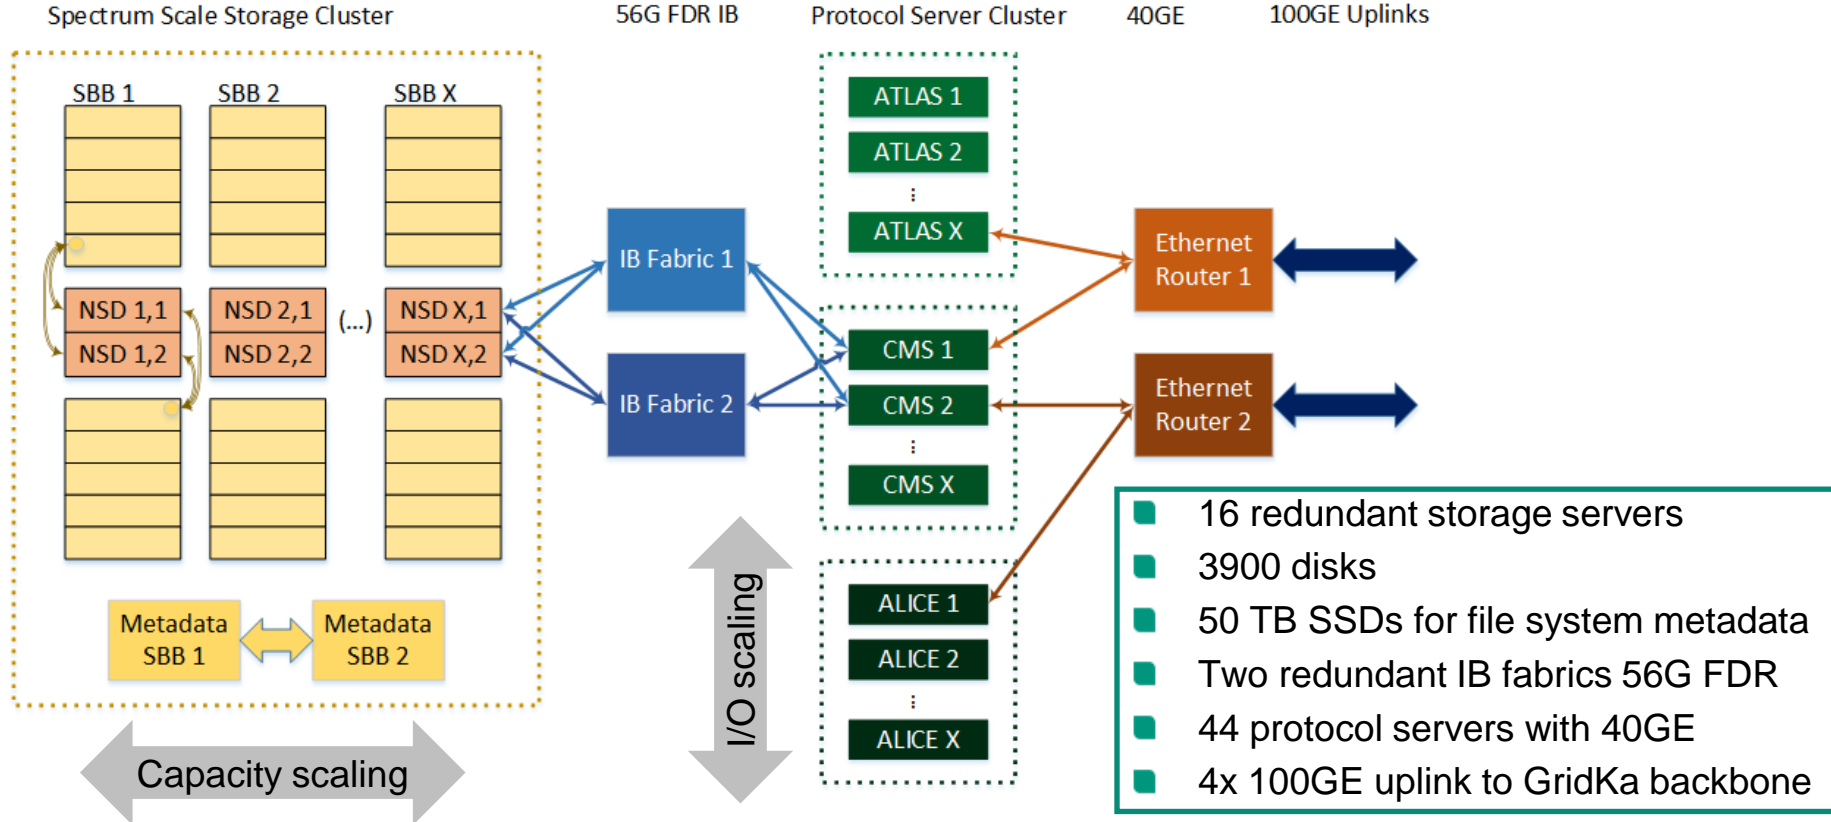 Spectrum Scale Storage Cluster
56G FDR IB
Protocol Server Cluster
40GE
100GE Uplinks
SBB 1
SBB 2
SBB X
NSD 1,1
NSD 2,1
(...)
NSD X,1
NSD 1,2
NSD 2,2
NSD X,2
Metadata
SBB 1
Metadata
SBB 2
Capacity scaling
IB Fabric 1
IB Fabric 2
ATLAS 1
ATLAS 2
⋮
ATLAS X
CMS 1
CMS 2
⋮
CMS X
ALICE 1
ALICE 2
⋮
ALICE X
I/O scaling
Ethernet
Router 1
Ethernet
Router 2
16 redundant storage servers
3900 disks
50 TB SSDs for file system metadata
Two redundant IB fabrics 56G FDR
44 protocol servers with 40GE
4x 100GE uplink to GridKa backbone